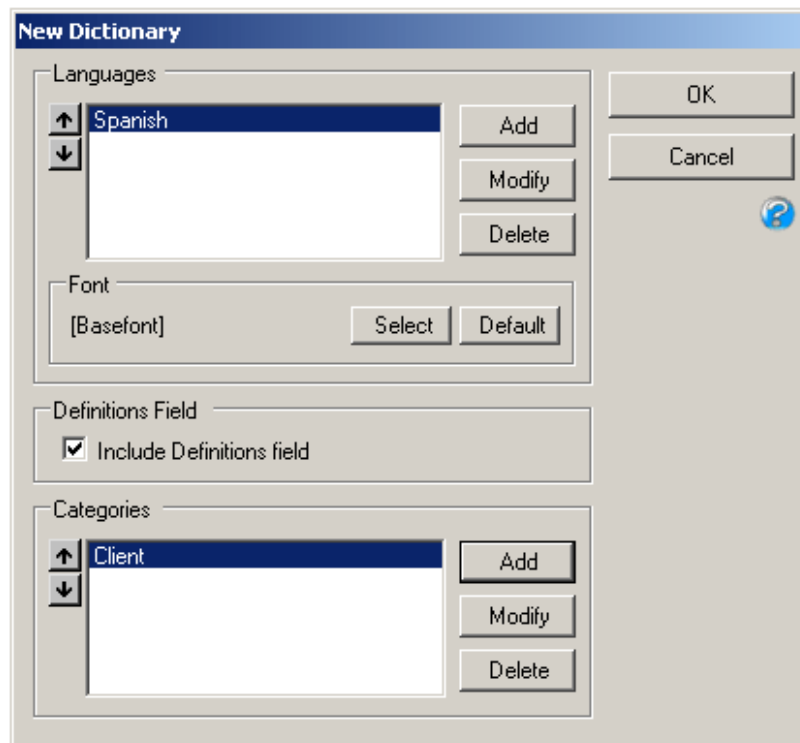 New Dictionary
Languages
Spanish
Add
Modify
Delete
Font
[Basefont]
Select
Default
OK
Cancel
?
Definitions Field
Include Definitions field
Categories
Client
Add
Modify
Delete